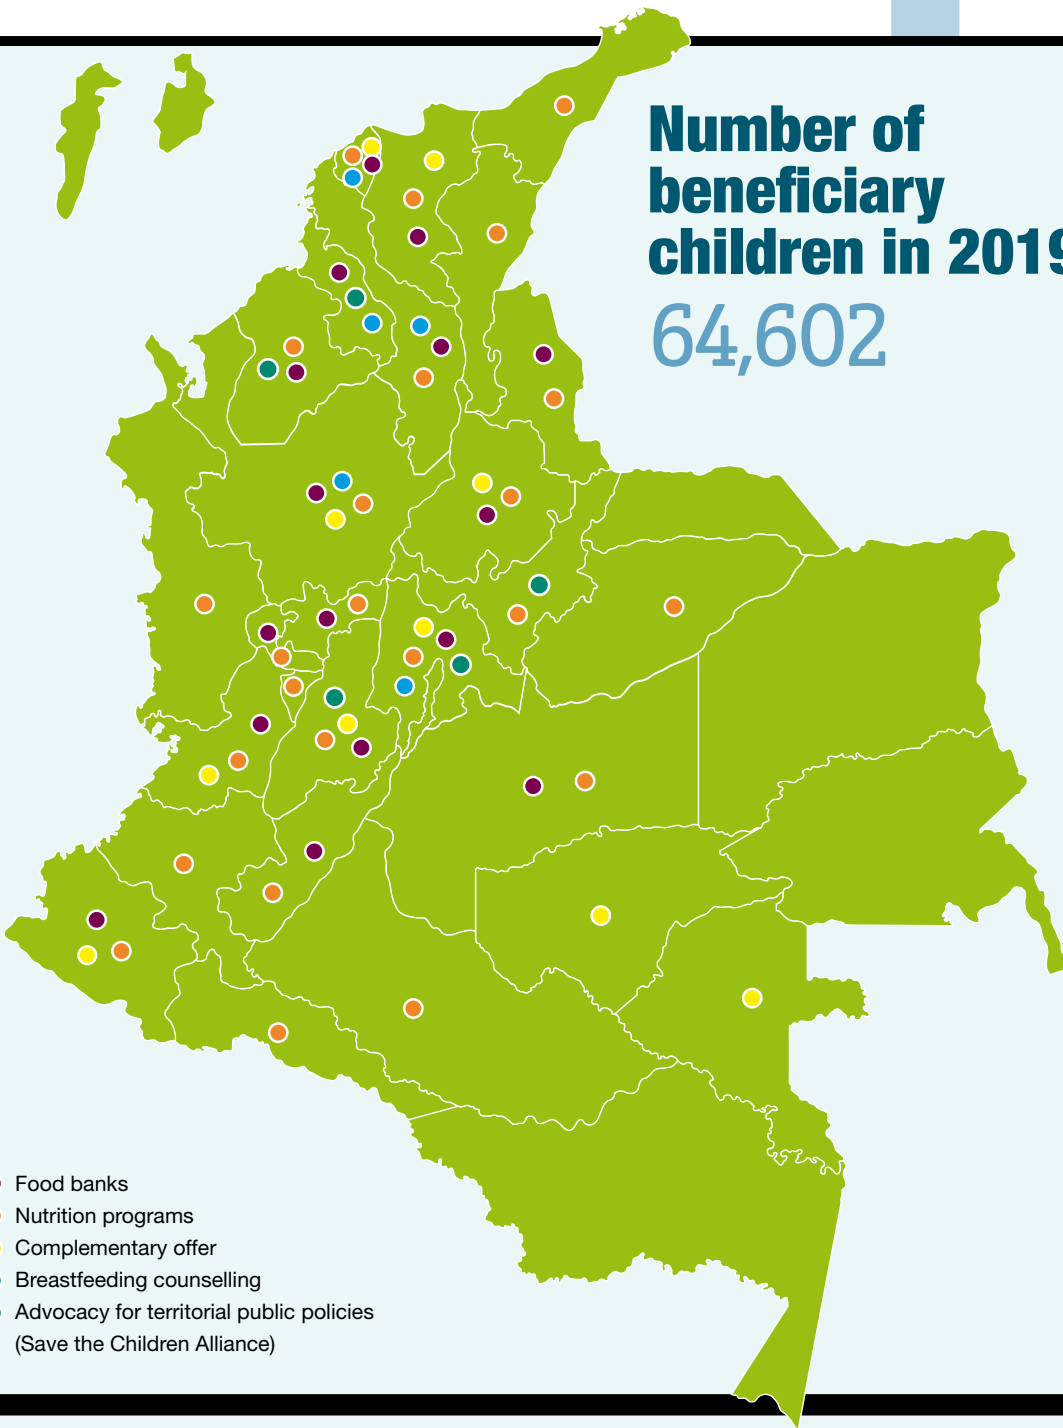 Number of
beneficiary
children in 2019
64,602
Food banks
Nutrition programs
Complementary offer
Breastfeeding counselling
Advocacy for territorial public policies
(Save the Children Alliance)